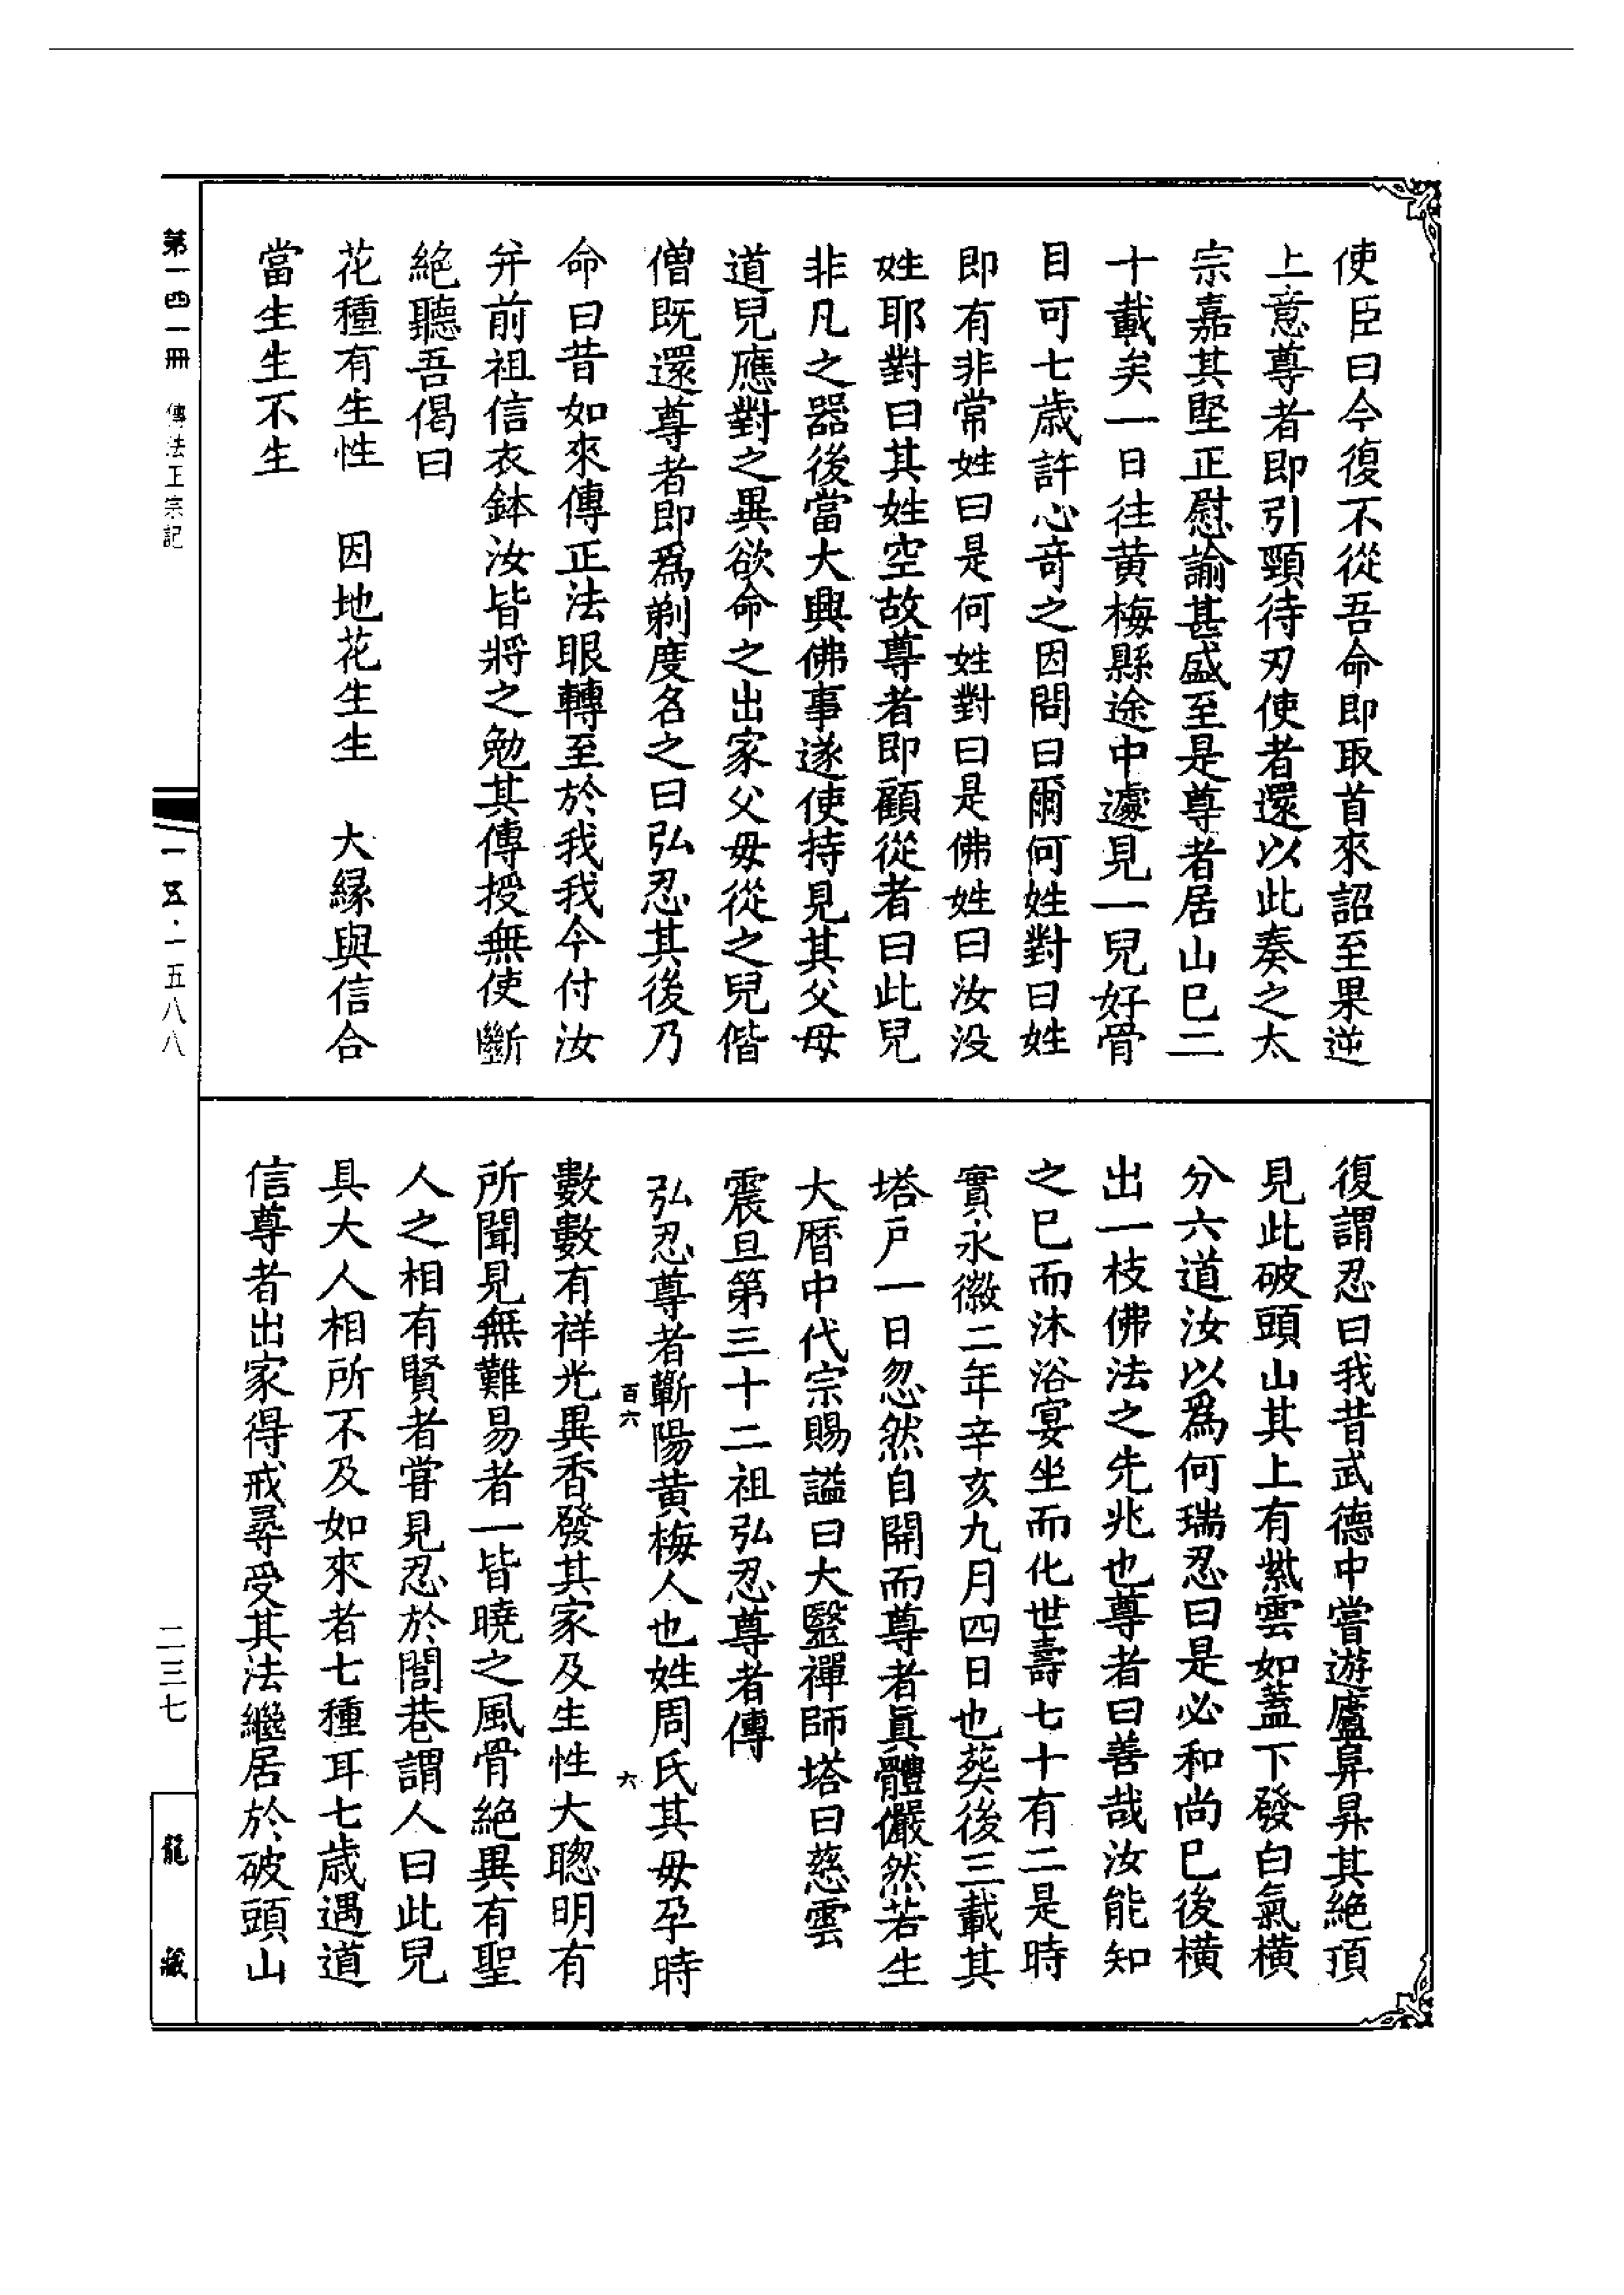 使臣曰今復不從吾命即取首來詔至果逆
上意尊者即引頸待刃使者還以此奏之太
宗嘉其堅正慰諭甚盛至是尊者居山已二
十載矣一日往黃梅縣途中遽見一兒好骨
目可七歲許心奇之因問曰爾何姓對曰姓
即有非常姓曰是何姓對曰是佛姓曰汝沒
姓耶對曰其姓空故尊者即顧從者曰此兒
非凡之器後當大興佛事遂使持見其父母
道兒應對之異欲命之出家父母從之兒偕
僧既還尊者即爲剃度名之曰弘忍其後乃
命曰昔如來傳正法眼轉至於我我今付汝
并前祖信衣鉢汝皆將之勉其傳授無使斷
絕聽吾偈曰
花種有生性　因地花生生　大緣與信合
當生生不生
復謂忍曰我昔武德中嘗遊廬阜昇其絕頂
見此破頭山其上有紫雲如蓋下發白氣橫
分六道汝以爲何瑞忍曰是必和尚已後橫
出一枝佛法之先兆也尊者曰善哉汝能知
之已而沐浴宴坐而化世壽七十有二是時
實永徽二年辛亥九月四日也葬後三載其
塔戶一日忽然自開而尊者眞體儼然若生
大曆中代宗賜諡曰大毉禪師塔曰慈雲
震旦第三十二祖弘忍尊者傳
弘忍尊者蘄陽黃梅人也姓周氏其母孕時
百六
六
數數有祥光異香發其家及生性大聰明有
所聞見無難易者一皆曉之風骨絕異有聖
人之相有賢者嘗見忍於閭巷謂人曰此兒
具大人相所不及如來者七種耳七歲遇道
信尊者出家得戒尋受其法繼居於破頭山
第一四一冊　傳法正宗記
一五·一五八八
二三七
龍藏